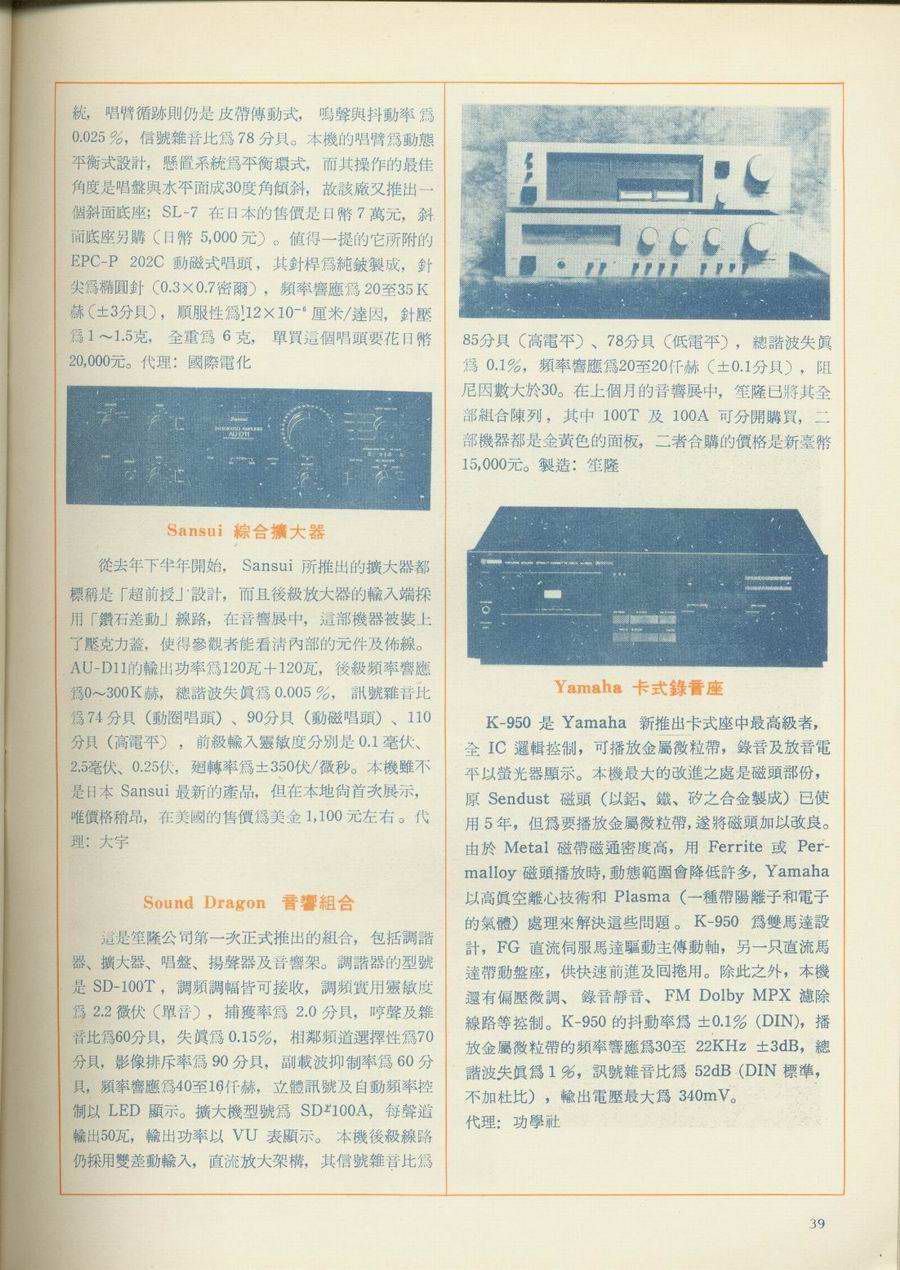 統，唱臂循跡則仍是皮帶傳動式，鳴聲與抖動率爲
0.025%，信號雜音比爲78分貝。本機的唱臂爲動態
平衡式設計，懸置系統爲平衡環式，而其操作的最佳
角度是唱盤與水平面成30度角傾斜，故該廠又推出一
個斜面底座；SL-7 在日本的售價是日幣7萬元，斜
面底座另購（日幣 5,000元）。值得一提的它所附的
EPC-P 202C 動磁式唱頭，其針桿爲純鈹製成，針
尖爲橢圓針（0.3×0.7密爾），頻率響應爲20至35K
赫(±3分貝)，順服性爲12×10⁻⁶厘米/達因，針壓
爲1～1.5克，全重爲 6克，單買這個唱頭要花日幣
20,000元。代理：國際電化
Sansui
INTEGRATED AMPLIFIER
AU-D11
Sansui 綜合擴大器
從去年下半年開始，Sansui 所推出的擴大器都
標稱是「超前授」設計，而且後級放大器的輸入端採
用「鑽石差動」線路，在音響展中，這部機器被裝上
了壓克力蓋，使得參觀者能看清內部的元件及佈線。
AU-D11的輸出功率爲120瓦＋120瓦，後級頻率響應
爲0～300K赫，總諧波失眞爲0.005%，訊號雜音比
爲74分貝（動圈唱頭）、90分貝（動磁唱頭）、110
分貝（高電平），前級輸入靈敏度分別是0.1毫伏、
2.5毫伏、0.25伏，廻轉率爲±350伏/微秒。本機雖不
是日本 Sansui 最新的產品，但在本地尙首次展示，
唯價格稍昂，在美國的售價爲美金1,100元左右。代
理：大宇
Sound Dragon 音響組合
這是笙隆公司第一次正式推出的組合，包括調諧
器、擴大器、唱盤、揚聲器及音響架。調諧器的型號
是 SD-100T，調頻調幅皆可接收，調頻實用靈敏度
爲 2.2 微伏（單音），捕獲率爲 2.0 分貝，哼聲及雜
音比爲60分貝，失眞爲0.15%，相鄰頻道選擇性爲70
分貝，影像排斥率爲 90 分貝，副載波抑制率爲 60 分
貝，頻率響應爲40至16仟赫，立體訊號及自動頻率控
制以 LED 顯示。擴大機型號爲 SD-100A，每聲道
輸出50瓦，輸出功率以 VU 表顯示。本機後級線路
仍採用雙差動輸入，直流放大架構，其信號雜音比爲
85分貝（高電平）、78分貝（低電平），總諧波失眞
爲 0.1%，頻率響應爲20至20仟赫（±0.1分貝），阻
尼因數大於30。在上個月的音響展中，笙隆已將其全
部組合陳列，其中 100T 及 100A 可分開購買，二
部機器都是金黃色的面板，二者合購的價格是新臺幣
15,000元。製造：笙隆
Yamaha 卡式錄音座
K-950 是 Yamaha 新推出卡式座中最高級者，
全 IC 邏輯控制，可播放金屬微粒帶，錄音及放音電
平以螢光器顯示。本機最大的改進之處是磁頭部份，
原 Sendust 磁頭（以鋁、鐵、矽之合金製成）已使
用5年，但爲要播放金屬微粒帶，遂將磁頭加以改良。
由於 Metal 磁帶磁通密度高，用 Ferrite 或 Per-
malloy 磁頭播放時，動態範圍會降低許多，Yamaha
以高眞空離心技術和 Plasma（一種帶陽離子和電子
的氣體）處理來解決這些問題。K-950 爲雙馬達設
計，FG 直流伺服馬達驅動主傳動軸，另一只直流馬
達帶動盤座，供快速前進及囘捲用。除此之外，本機
還有偏壓微調、錄音靜音、FM Dolby MPX 濾除
線路等控制。K-950的抖動率爲 ±0.1% (DIN)，播
放金屬微粒帶的頻率響應爲30至 22KHz ±3dB，總
諧波失眞爲1%，訊號雜音比爲 52dB (DIN 標準，
不加杜比)，輸出電壓最大爲 340mV。
代理：功學社
39